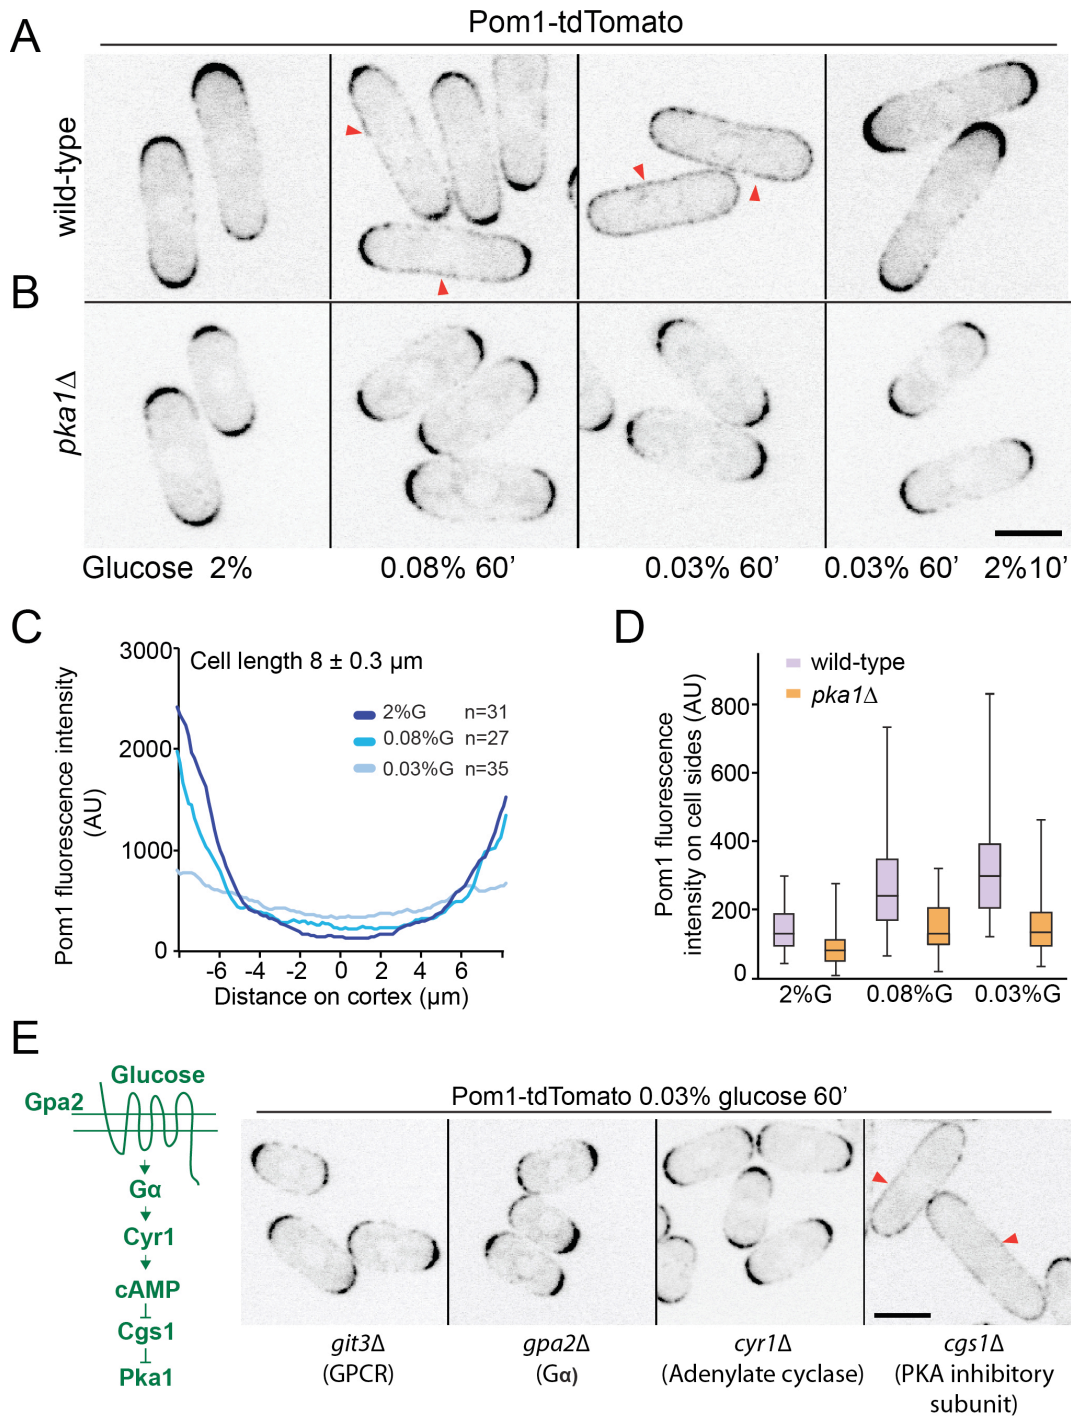 A
Pom1-tdTomato
wild-type
B
pka1Δ
Glucose 2%
0.08% 60’
0.03% 60’
0.03% 60’ 2%10’
C
Pom1 fluorescence intensity
(AU)
3000
2000
1000
0
Cell length 8 ± 0.3 µm
2%G n=31
0.08%G n=27
0.03%G n=35
-6 -4 -2 0 2 4 6
Distance on cortex (µm)
D
Pom1 fluorescence
intensity on cell sides (AU)
wild-type
pka1Δ
800
600
400
200
0
2%G 0.08%G 0.03%G
E
Glucose
Gpa2
Gα
Cyr1
cAMP
Cgs1
Pka1
Pom1-tdTomato 0.03% glucose 60’
git3Δ
(GPCR)
gpa2Δ
(Gα)
cyr1Δ
(Adenylate cyclase)
cgs1Δ
(PKA inhibitory
subunit)